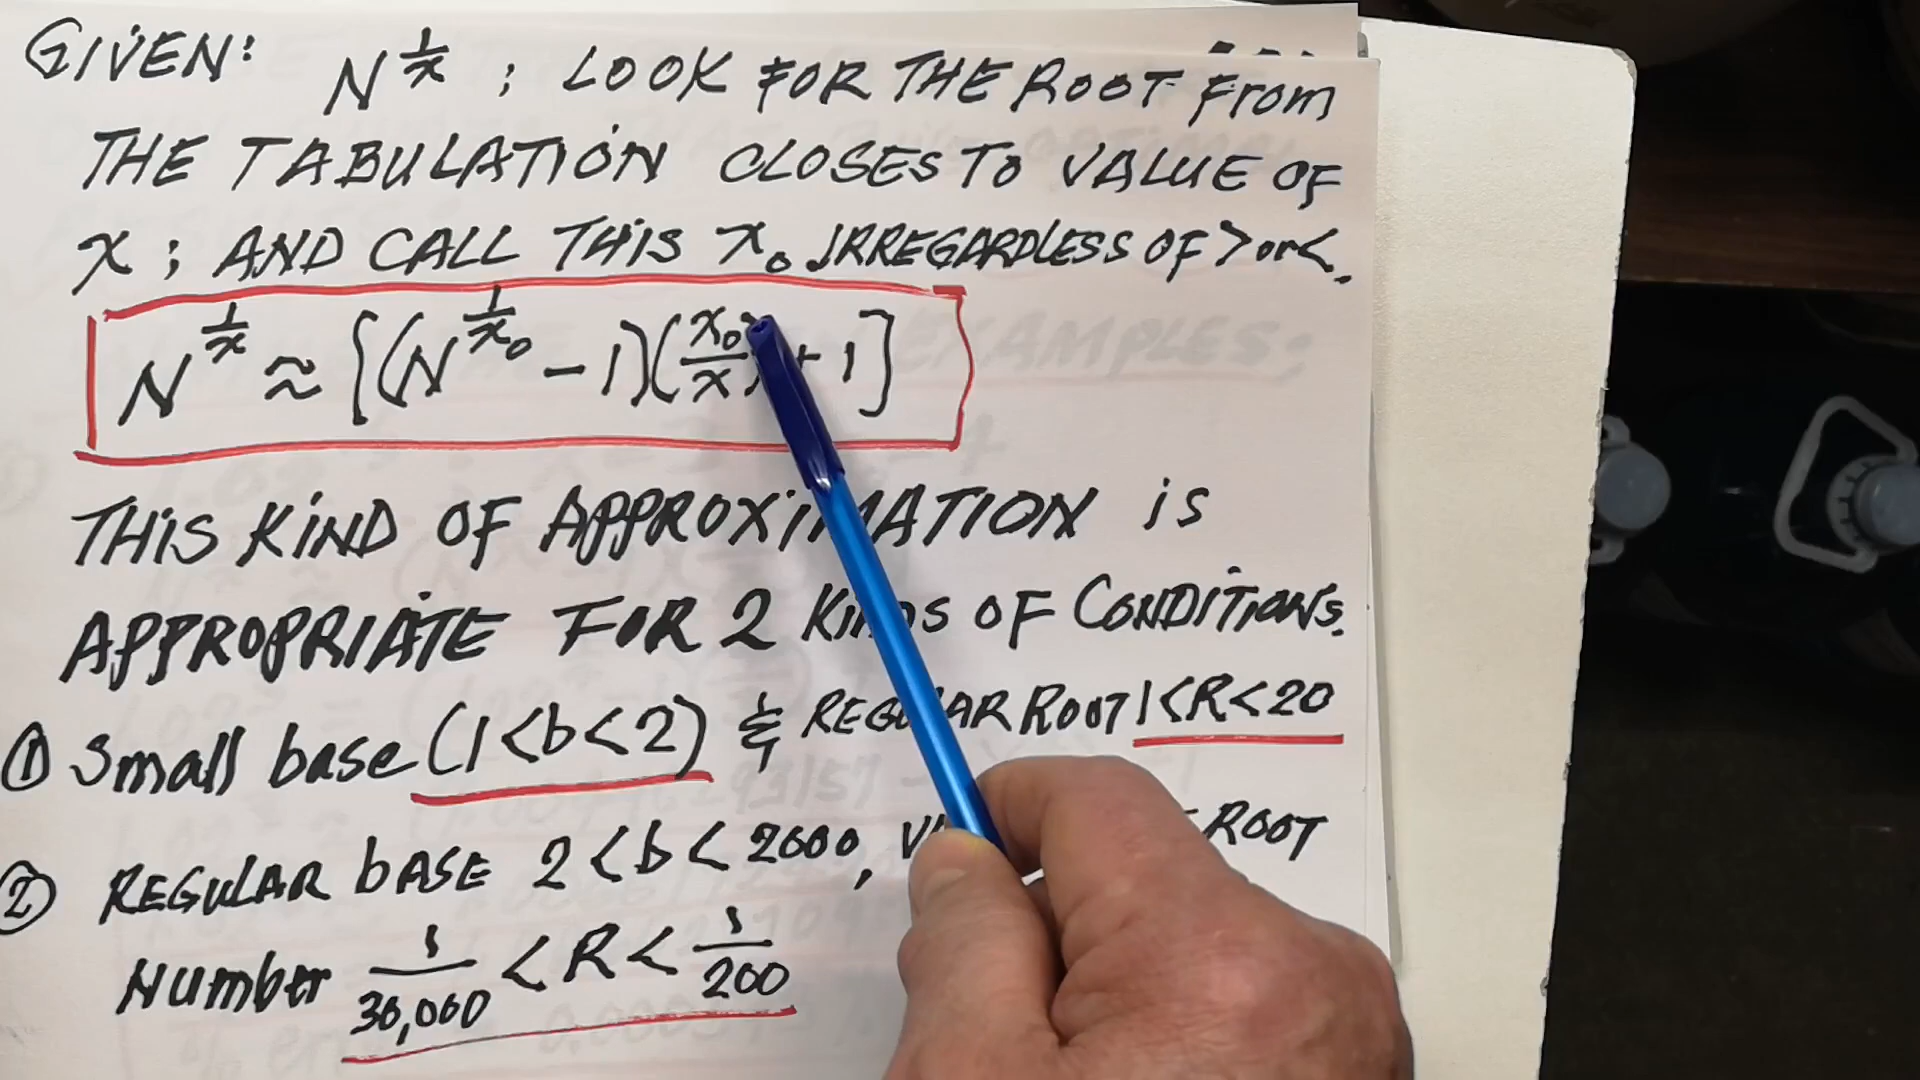 GIVEN: N^(1/x) ; LOOK FOR THE ROOT From
THE TABULATION CLOSES TO VALUE OF
x ; AND CALL THIS x₀ IRREGARDLESS OF > or <.
N^(1/x) ≈ [(N^(1/x₀) - 1)(x₀/x) + 1]
THIS KIND OF APPROXIMATION is
APPROPRIATE FOR 2 KINDS OF CONDITIONS.
① Small base (1 < b < 2) & REGULAR ROOT 1 < R < 20
② REGULAR bASE 2 < b < 2000, ROOT
Number 1/30,000 < R < 1/200